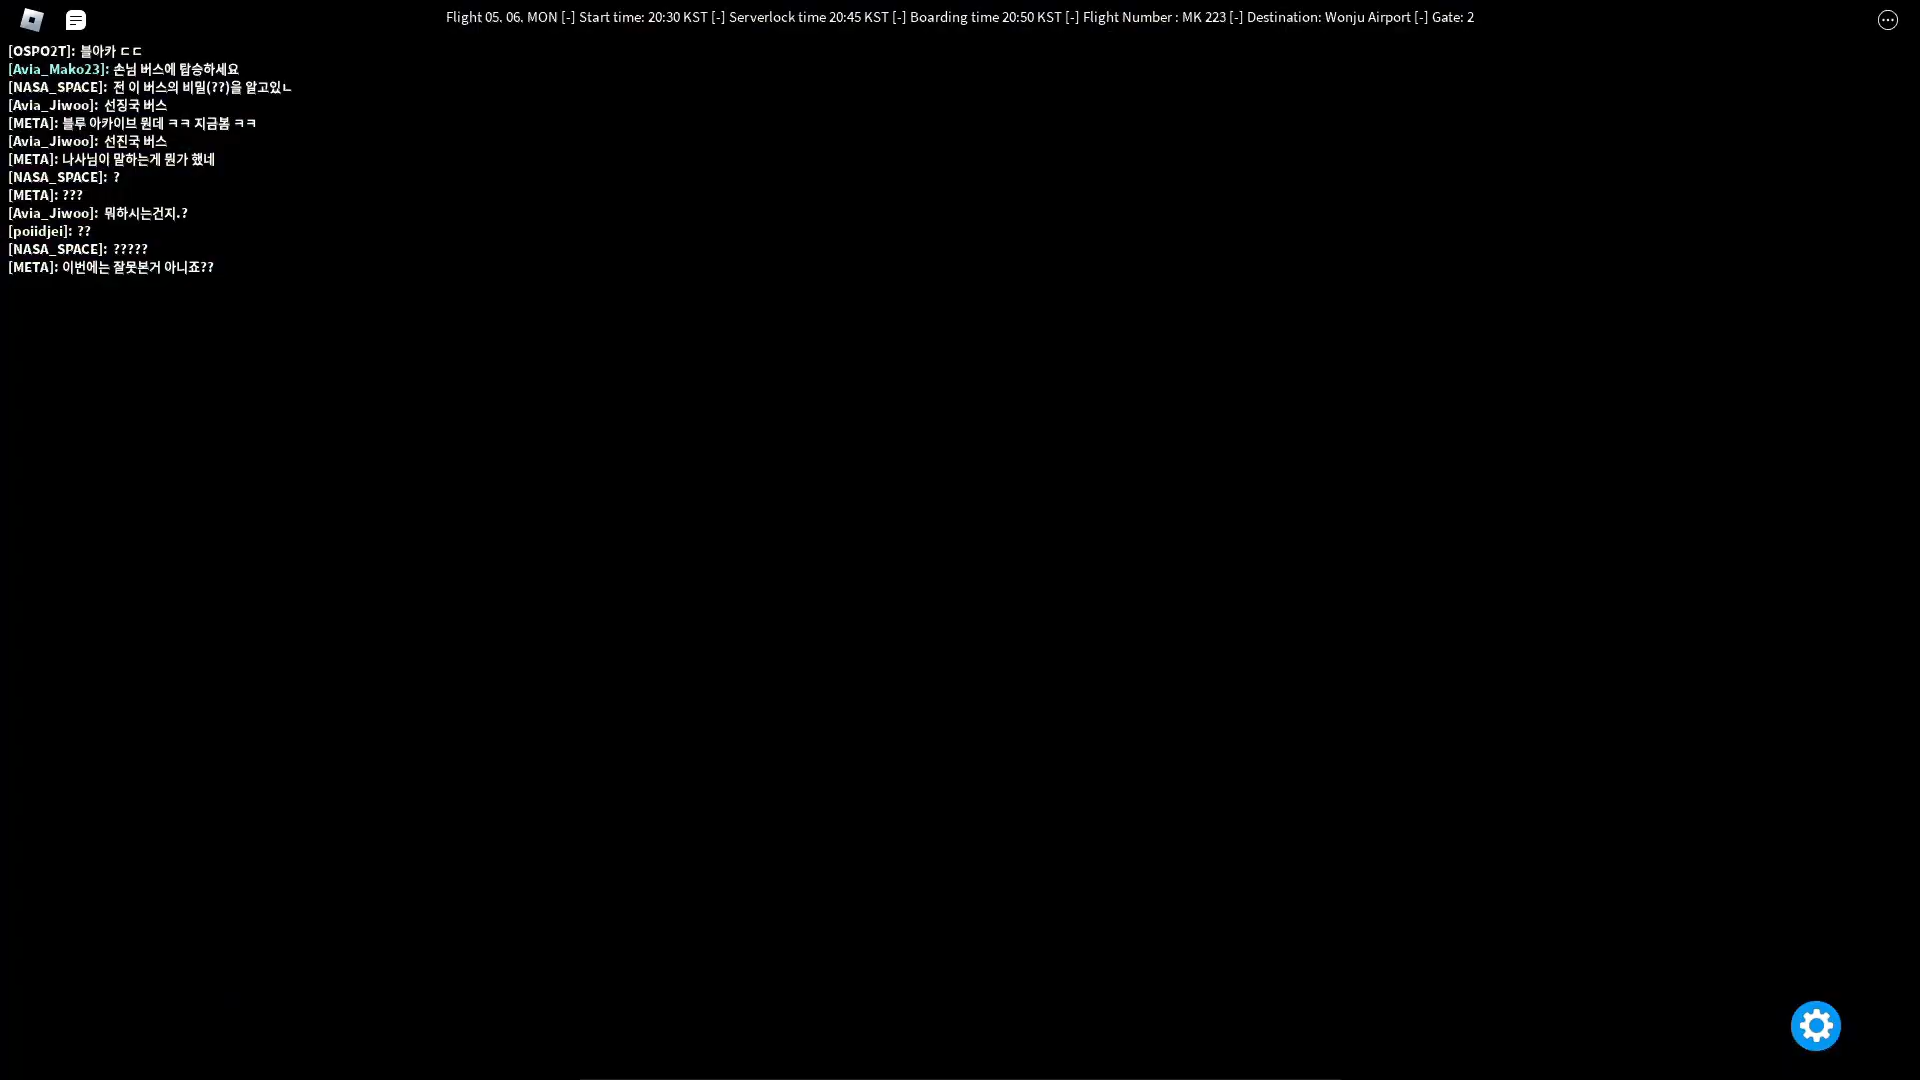 Flight 05. 06. MON [-] Start time: 20:30 KST [-] Serverlock time 20:45 KST [-] Boarding time 20:50 KST [-] Flight Number : MK 223 [-] Destination: Wonju Airport [-] Gate: 2
[OSPO2T]: 블아카 ㄷㄷ
[Avia_Mako23]: 손님 버스에 탑승하세요
[NASA_SPACE]: 전 이 버스의 비밀(??)을 알고있ㄴ
[Avia_Jiwoo]: 선징국 버스
[META]: 블루 아카이브 뭔데 ㅋㅋ 지금봄 ㅋㅋ
[Avia_Jiwoo]: 선진국 버스
[META]: 나사님이 말하는게 뭔가 했네
[NASA_SPACE]: ?
[META]: ???
[Avia_Jiwoo]: 뭐하시는건지.?
[poiidjei]: ??
[NASA_SPACE]: ?????
[META]: 이번에는 잘못본거 아니죠??